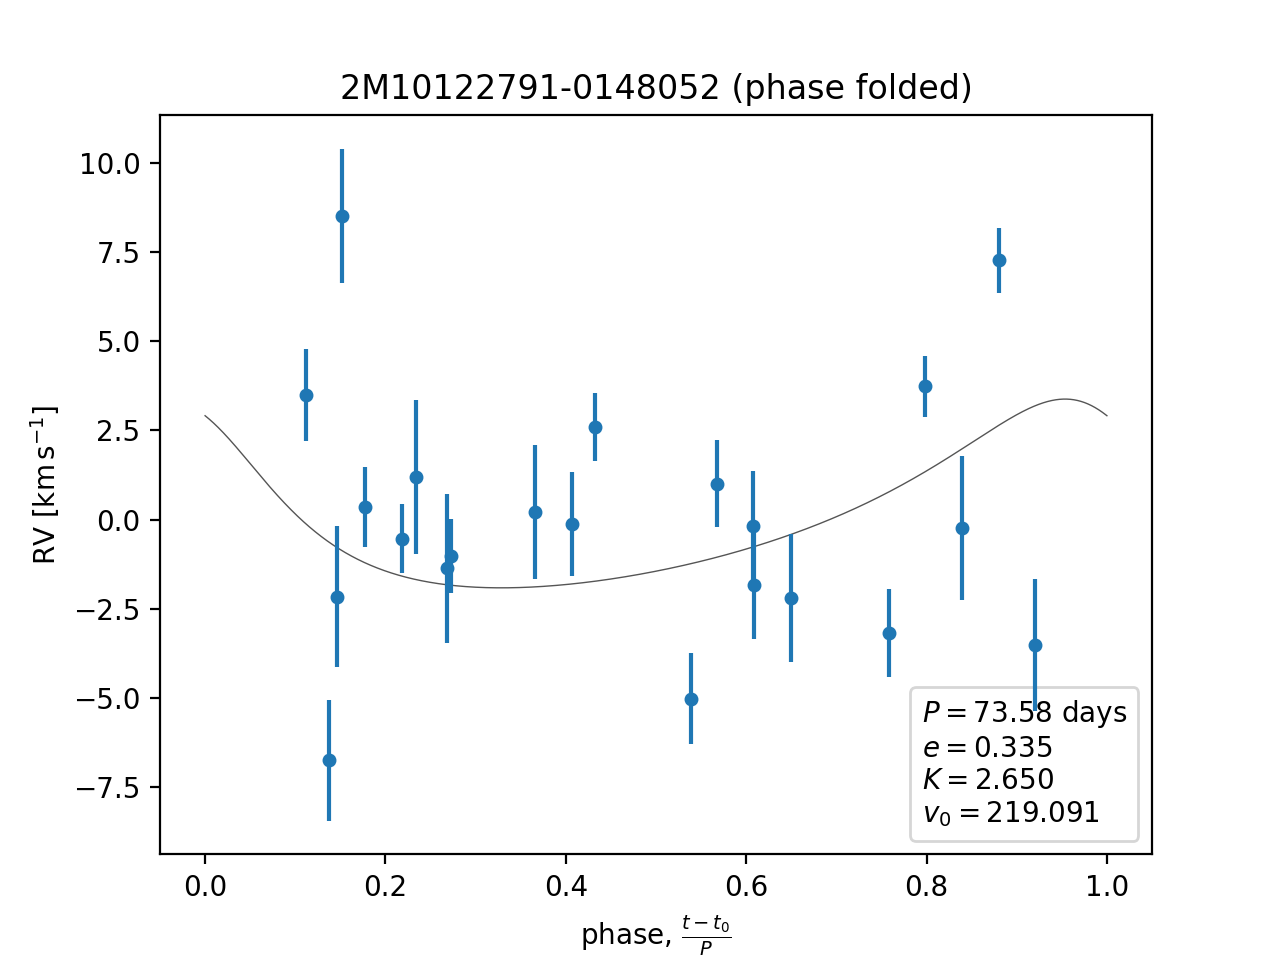 2M10122791-0148052 (phase folded)
RV [km s⁻¹]
10.0
7.5
5.0
2.5
0.0
−2.5
−5.0
−7.5
P = 73.58 days
e = 0.335
K = 2.650
v₀ = 219.091
0.0 0.2 0.4 0.6 0.8 1.0
phase, (t − t₀)/P